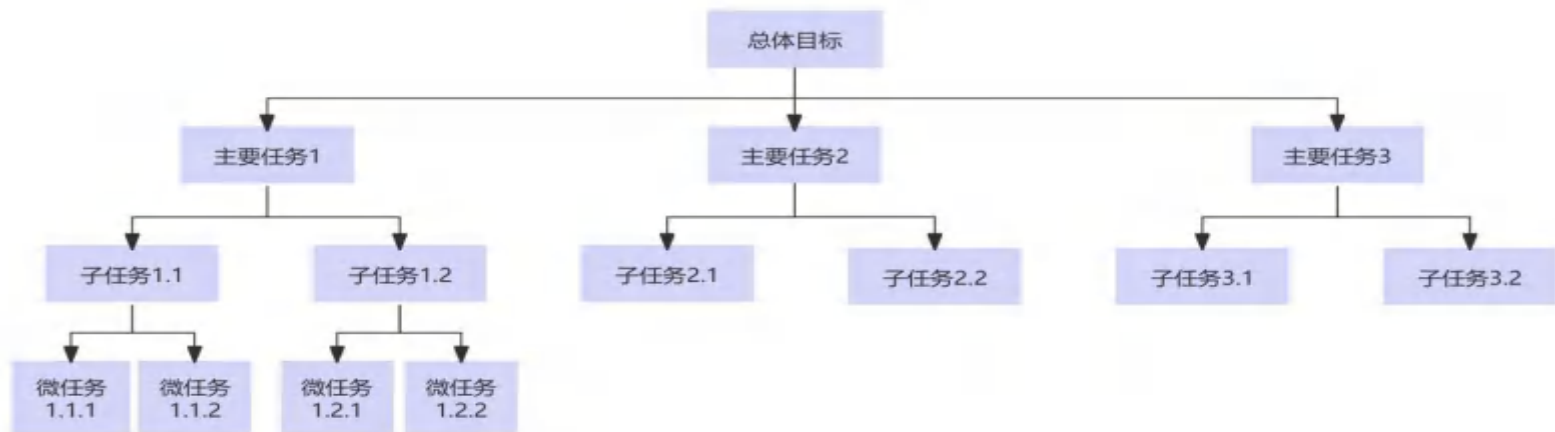 总体目标
主要任务1
主要任务2
主要任务3
子任务1.1
子任务1.2
子任务2.1
子任务2.2
子任务3.1
子任务3.2
微任务
1.1.1
微任务
1.1.2
微任务
1.2.1
微任务
1.2.2